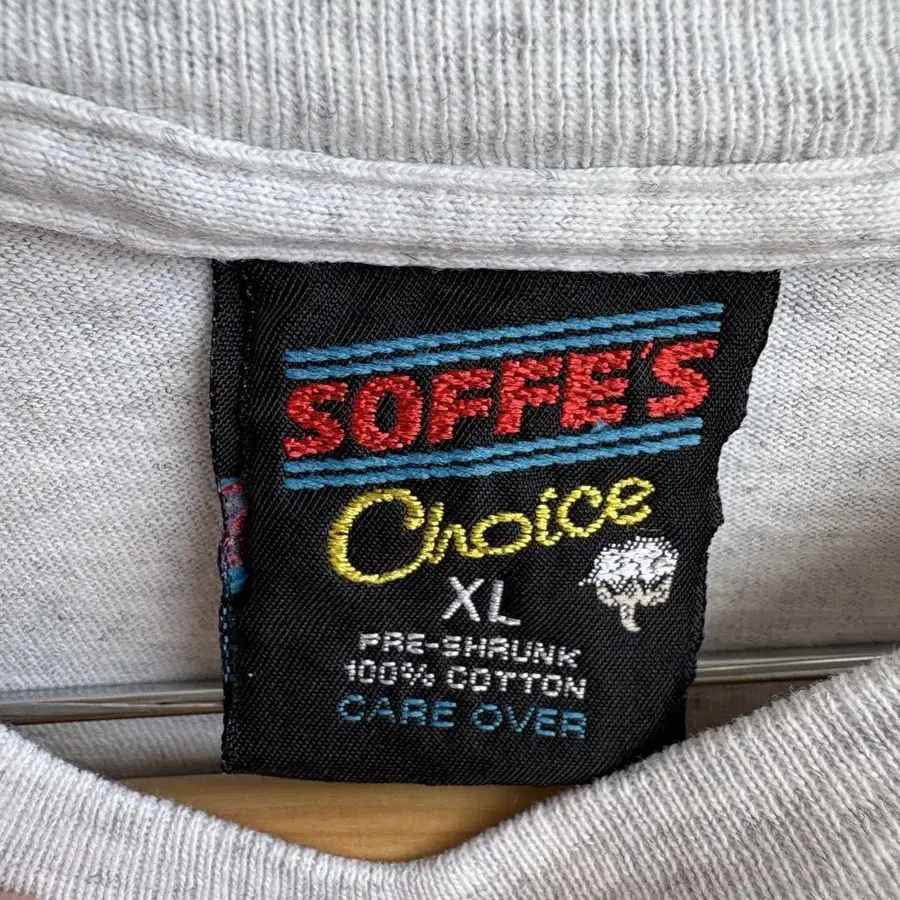 SOFFE'S
Choice
XL
PRE-SHRUNK
100% COTTON
CARE OVER